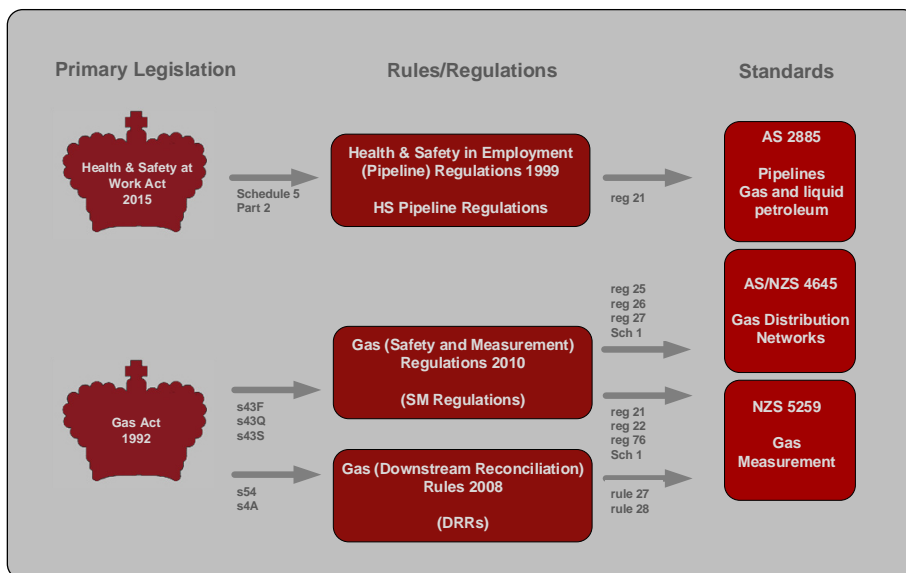 Primary Legislation
Rules/Regulations
Standards
Health & Safety at
Work Act
2015
Schedule 5
Part 2
Health & Safety in Employment
(Pipeline) Regulations 1999
HS Pipeline Regulations
reg 21
AS 2885
Pipelines
Gas and liquid
petroleum
Gas Act
1992
s43F
s43Q
s43S
Gas (Safety and Measurement)
Regulations 2010
(SM Regulations)
reg 25
reg 26
reg 27
Sch 1
AS/NZS 4645
Gas Distribution
Networks
reg 21
reg 22
reg 76
Sch 1
NZS 5259
Gas
Measurement
s54
s4A
Gas (Downstream Reconciliation)
Rules 2008
(DRRs)
rule 27
rule 28